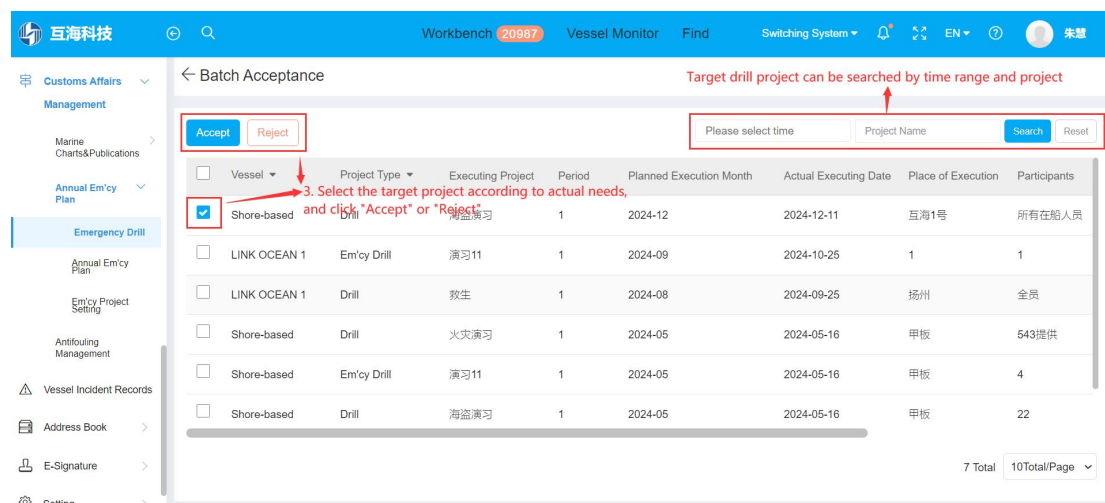 互海科技
Workbench 20987 Vessel Monitor Find Switching System EN 朱慧
Customs Affairs
Management
Marine
Charts&Publications
Annual Em'cy
Plan
Emergency Drill
Annual Em'cy
Plan
Em'cy Project
Setting
Antifouling
Management
Vessel Incident Records
Address Book
E-Signature
Setting
Batch Acceptance
Target drill project can be searched by time range and project
Accept Reject Please select time Project Name Search Reset
Vessel Project Type Executing Project Period Planned Execution Month Actual Executing Date Place of Execution Participants
3. Select the target project according to actual needs,
and click "Accept" or "Reject"
Shore-based Drill 海盗演习 1 2024-12 2024-12-11 互海1号 所有在船人员
LINK OCEAN 1 Em'cy Drill 演习11 1 2024-09 2024-10-25 1 1
LINK OCEAN 1 Drill 救生 1 2024-08 2024-09-25 扬州 全员
Shore-based Drill 火灾演习 1 2024-05 2024-05-16 甲板 543提供
Shore-based Em'cy Drill 演习11 1 2024-05 2024-05-16 甲板 4
Shore-based Drill 海盗演习 1 2024-05 2024-05-16 甲板 22
7 Total 10Total/Page